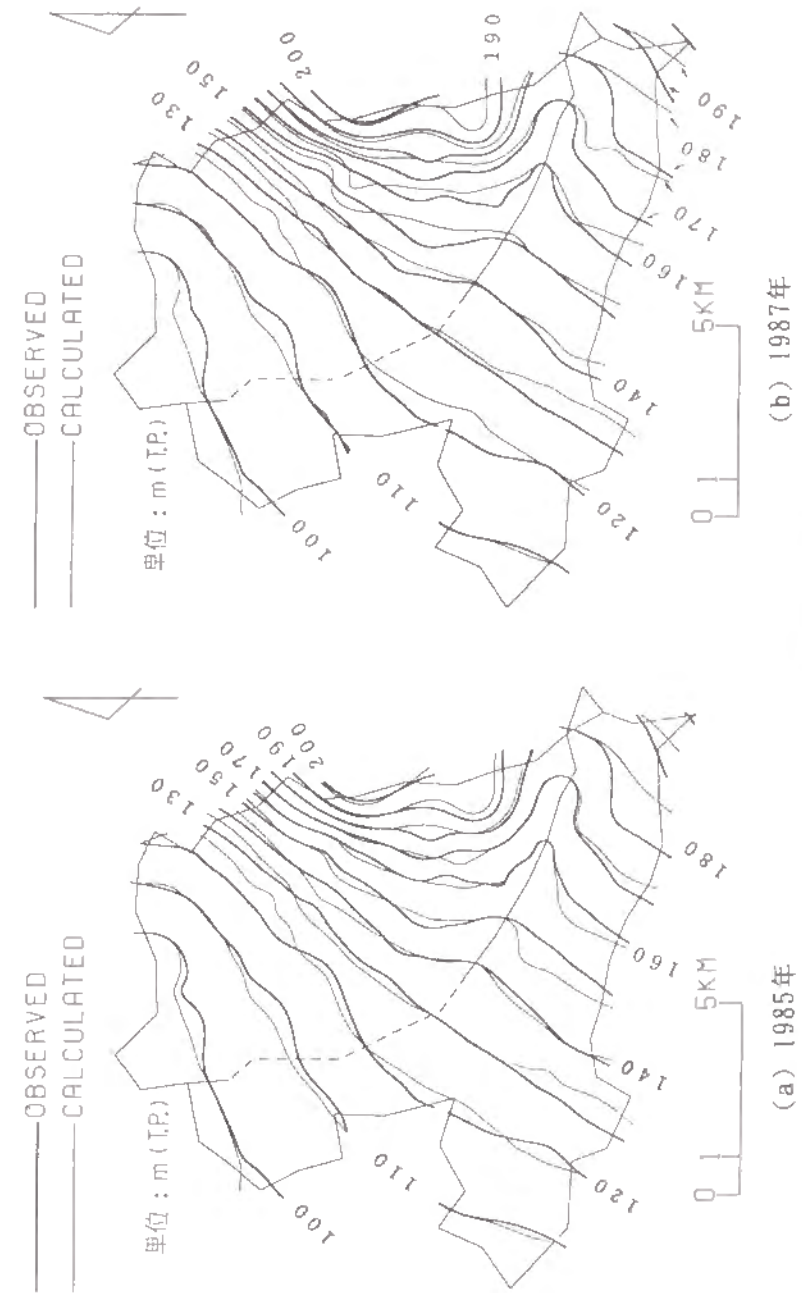 OBSERVED
CALCULATED
単位 : m (T.P.)
130
150
170
190
200
100
110
120
140
160
180
0 1 5KM
(a) 1985年
OBSERVED
CALCULATED
単位 : m (T.P.)
130
150
200
190
100
110
120
140
160
170
180
190
0 1 5KM
(b) 1987年